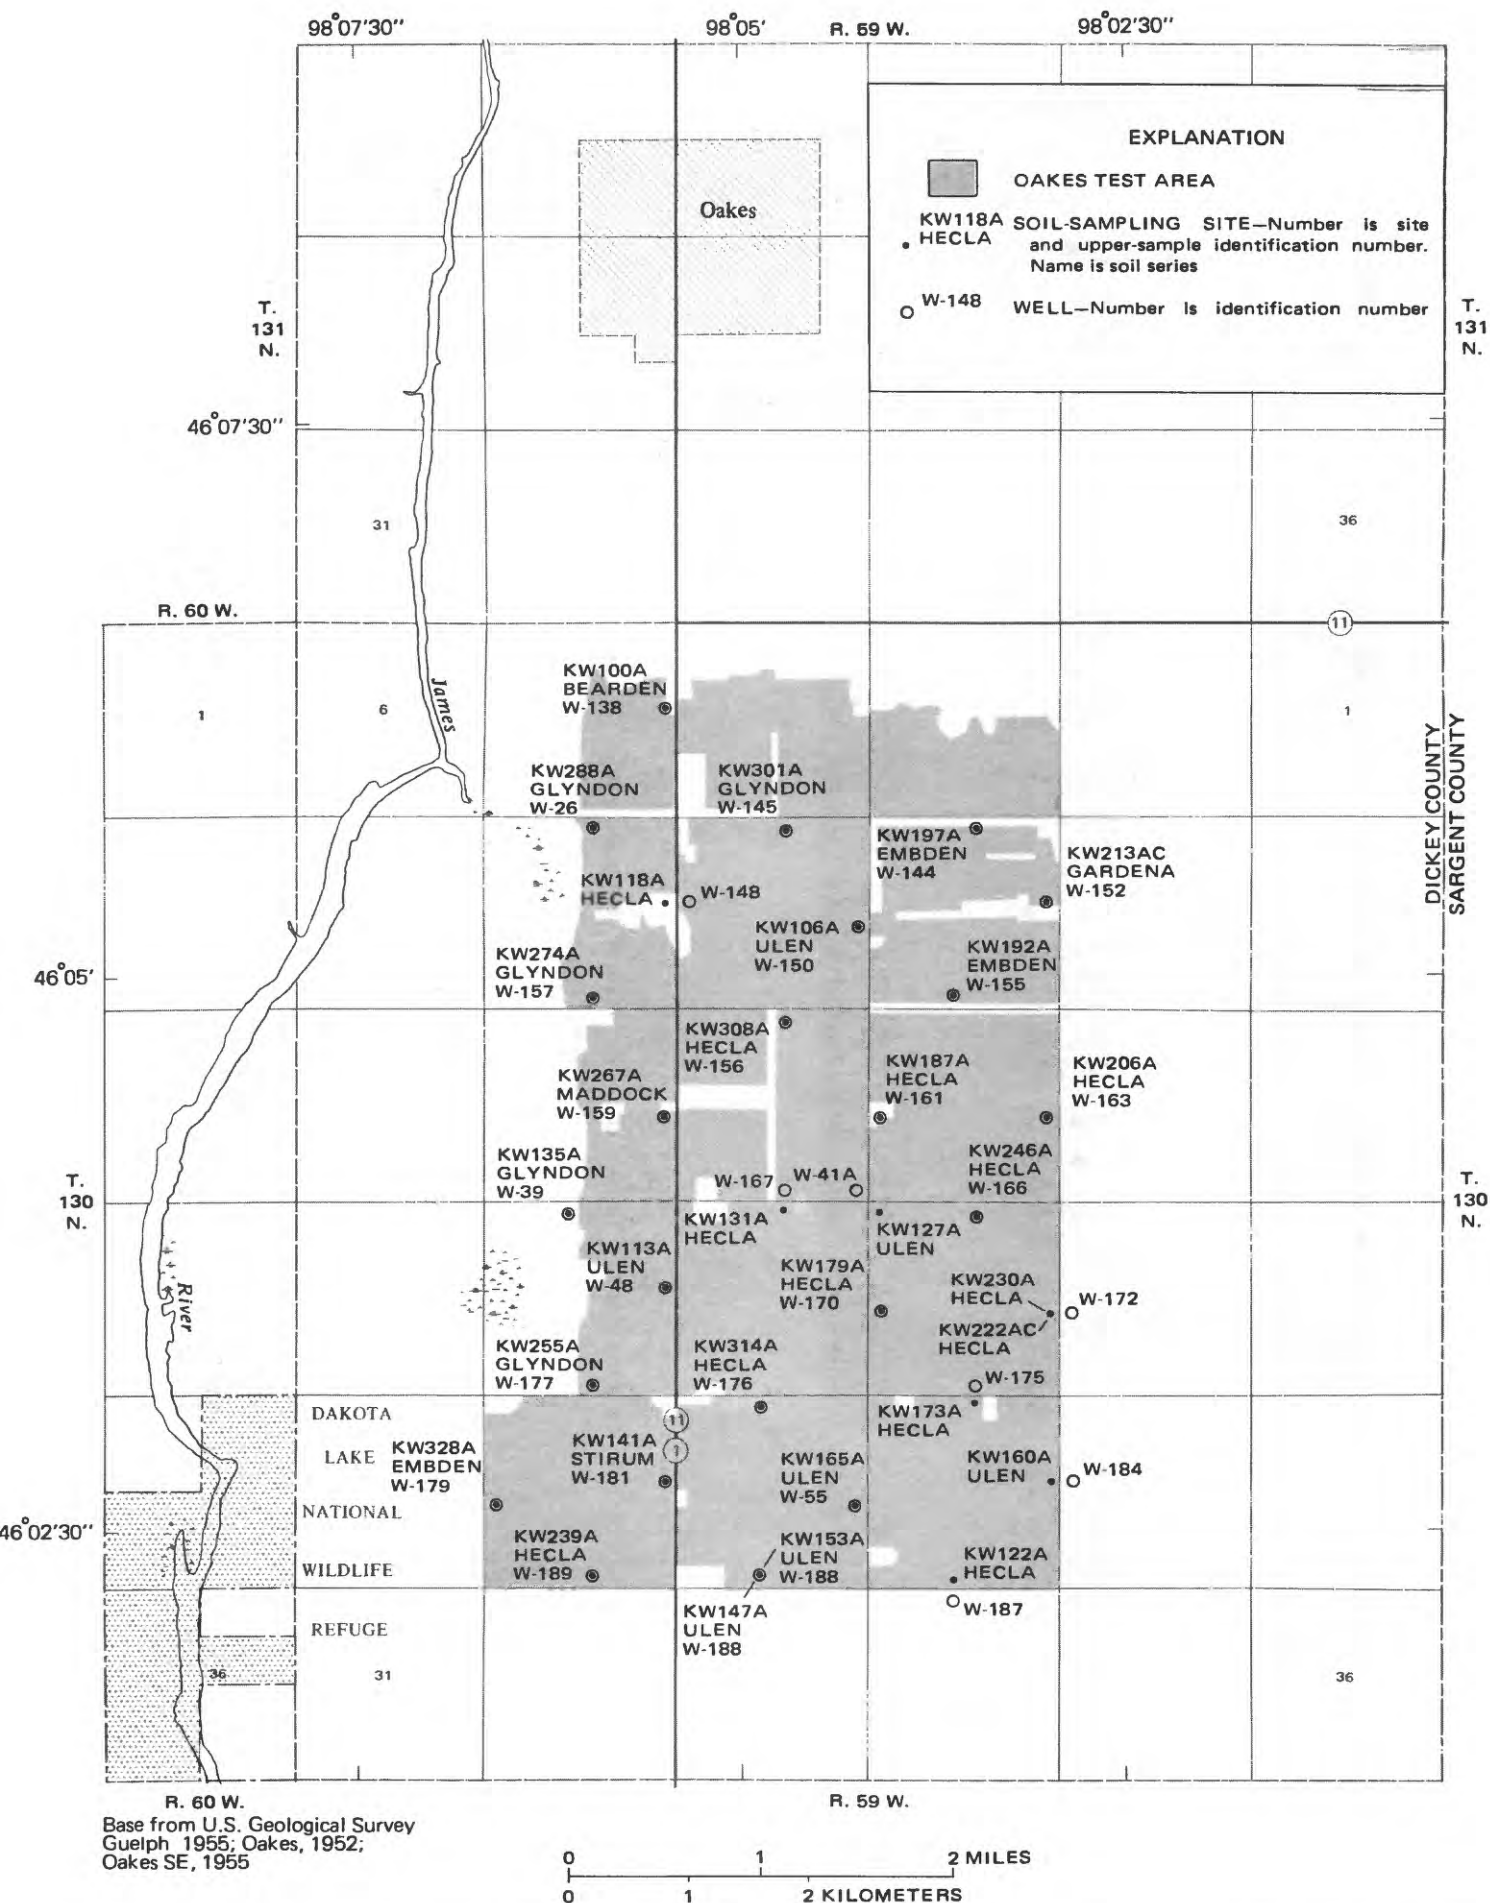 98°07'30"
98°05'
R. 59 W.
98°02'30"
EXPLANATION
OAKES TEST AREA
KW118A
HECLA
SOIL-SAMPLING SITE—Number is site
and upper-sample identification number.
Name is soil series
W-148
WELL—Number Is identification number
Oakes
T.
131
N.
T.
131
N.
46°07'30"
31
36
R. 60 W.
11
1
6
James
1
KW100A
BEARDEN
W-138
DICKEY COUNTY
SARGENT COUNTY
KW288A
GLYNDON
W-26
KW301A
GLYNDON
W-145
KW197A
EMBDEN
W-144
KW213AC
GARDENA
W-152
KW118A
HECLA
W-148
KW106A
ULEN
W-150
KW192A
EMBDEN
W-155
KW274A
GLYNDON
W-157
46°05'
KW308A
HECLA
W-156
KW267A
MADDOCK
W-159
KW187A
HECLA
W-161
KW206A
HECLA
W-163
KW135A
GLYNDON
W-39
W-167
W-41A
KW246A
HECLA
W-166
T.
130
N.
T.
130
N.
KW131A
HECLA
KW127A
ULEN
KW113A
ULEN
W-48
KW179A
HECLA
W-170
KW230A
HECLA
W-172
KW222AC
HECLA
River
KW255A
GLYNDON
W-177
KW314A
HECLA
W-176
W-175
KW173A
HECLA
DAKOTA
LAKE
NATIONAL
WILDLIFE
REFUGE
11
1
KW328A
EMBDEN
W-179
KW141A
STIRUM
W-181
KW165A
ULEN
W-55
KW160A
ULEN
W-184
46°02'30"
KW239A
HECLA
W-189
KW153A
ULEN
W-188
KW122A
HECLA
W-187
KW147A
ULEN
W-188
36
31
36
R. 60 W.
R. 59 W.
Base from U.S. Geological Survey
Guelph 1955; Oakes, 1952;
Oakes SE, 1955
0 1 2 MILES
0 1 2 KILOMETERS